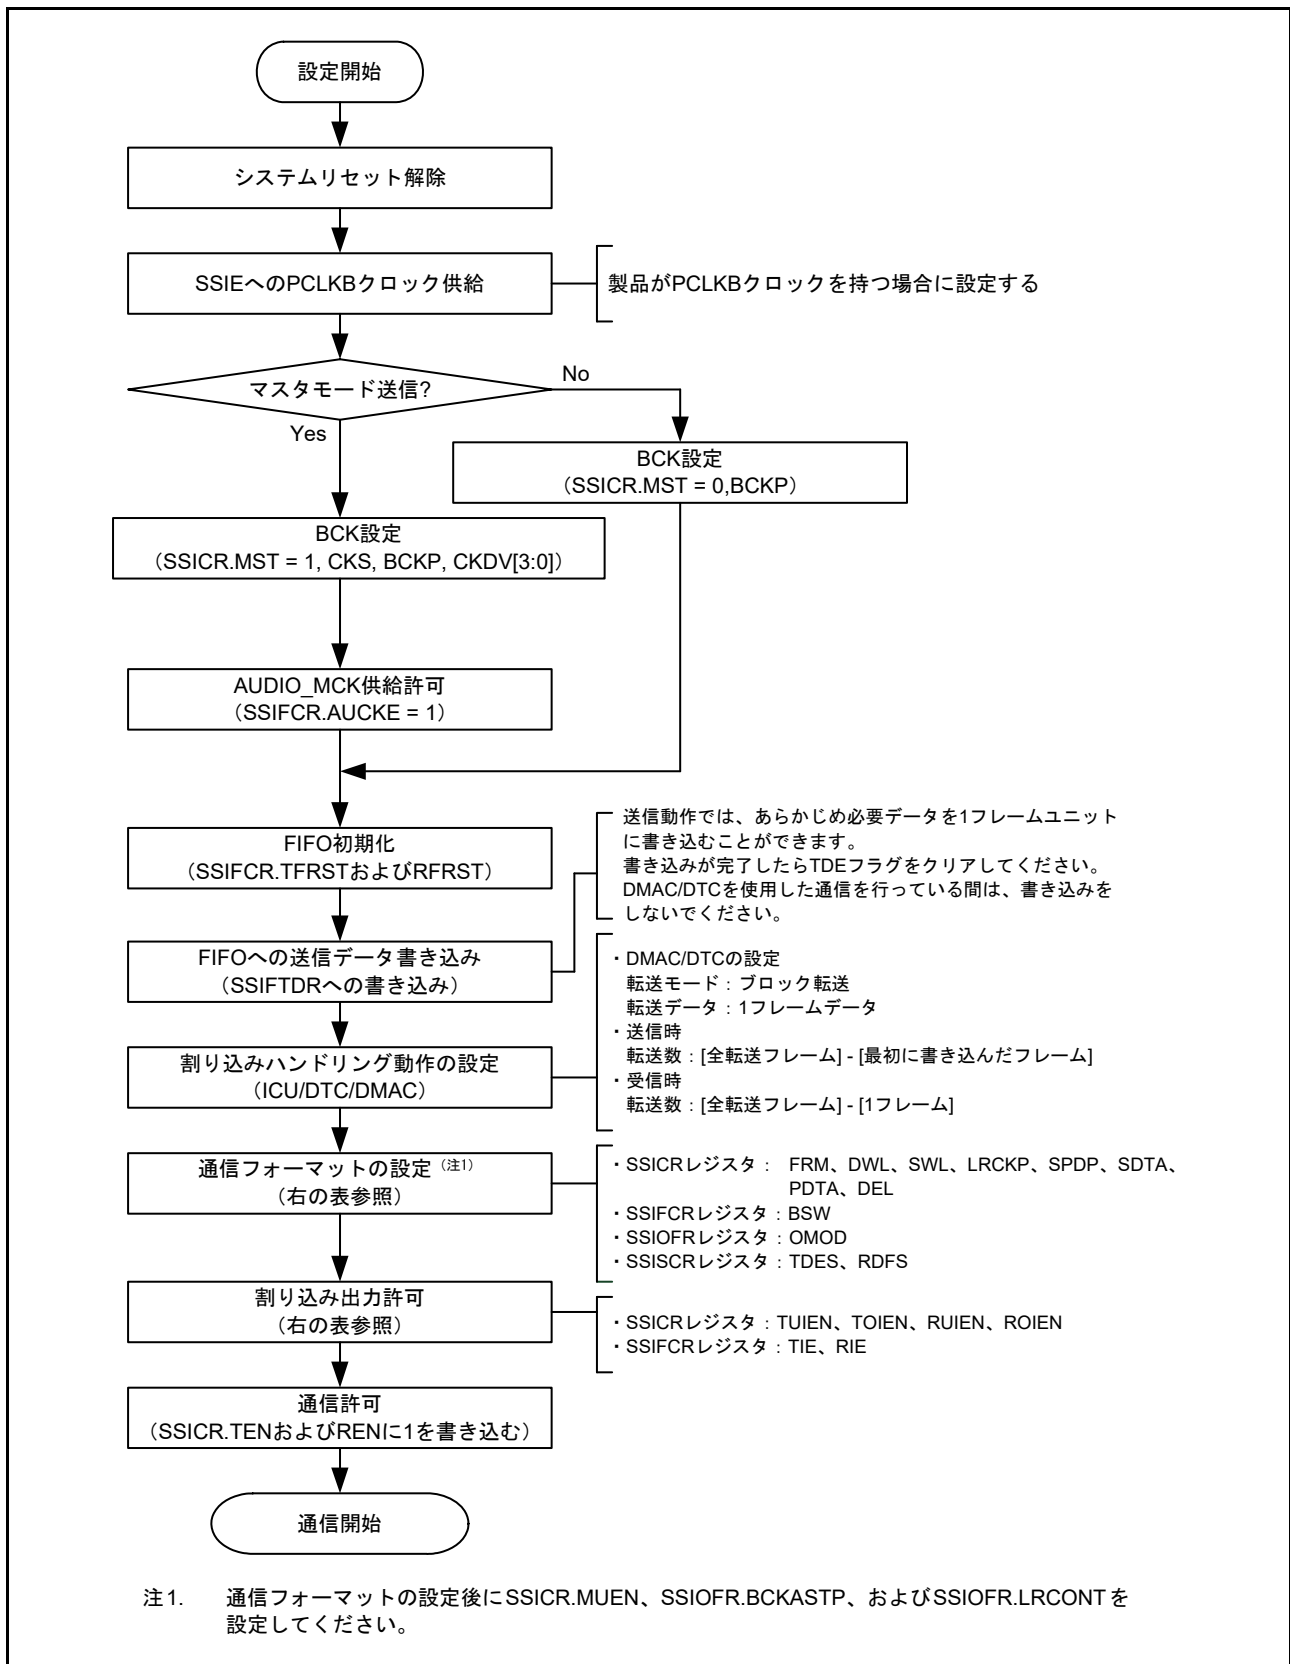 設定開始
システムリセット解除
SSIEへのPCLKBクロック供給
製品がPCLKBクロックを持つ場合に設定する
マスタモード送信?
No
Yes
BCK設定
（SSICR.MST = 0,BCKP）
BCK設定
（SSICR.MST = 1, CKS, BCKP, CKDV[3:0]）
AUDIO_MCK供給許可
（SSIFCR.AUCKE = 1）
FIFO初期化
（SSIFCR.TFRSTおよびRFRST）
送信動作では、あらかじめ必要データを1フレームユニット
に書き込むことができます。
書き込みが完了したらTDEフラグをクリアしてください。
DMAC/DTCを使用した通信を行っている間は、書き込みを
しないでください。
FIFOへの送信データ書き込み
（SSIFTDRへの書き込み）
割り込みハンドリング動作の設定
（ICU/DTC/DMAC）
・DMAC/DTCの設定
転送モード：ブロック転送
転送データ：1フレームデータ
・送信時
転送数：[全転送フレーム] - [最初に書き込んだフレーム]
・受信時
転送数：[全転送フレーム] - [1フレーム]
通信フォーマットの設定（注1）
（右の表参照）
・SSICRレジスタ： FRM、DWL、SWL、LRCKP、SPDP、SDTA、
PDTA、DEL
・SSIFCRレジスタ：BSW
・SSIOFRレジスタ：OMOD
・SSISCRレジスタ：TDES、RDFS
割り込み出力許可
（右の表参照）
・SSICRレジスタ：TUIEN、TOIEN、RUIEN、ROIEN
・SSIFCRレジスタ：TIE、RIE
通信許可
（SSICR.TENおよびRENに1を書き込む）
通信開始
注1. 通信フォーマットの設定後にSSICR.MUEN、SSIOFR.BCKASTP、およびSSIOFR.LRCONTを
設定してください。